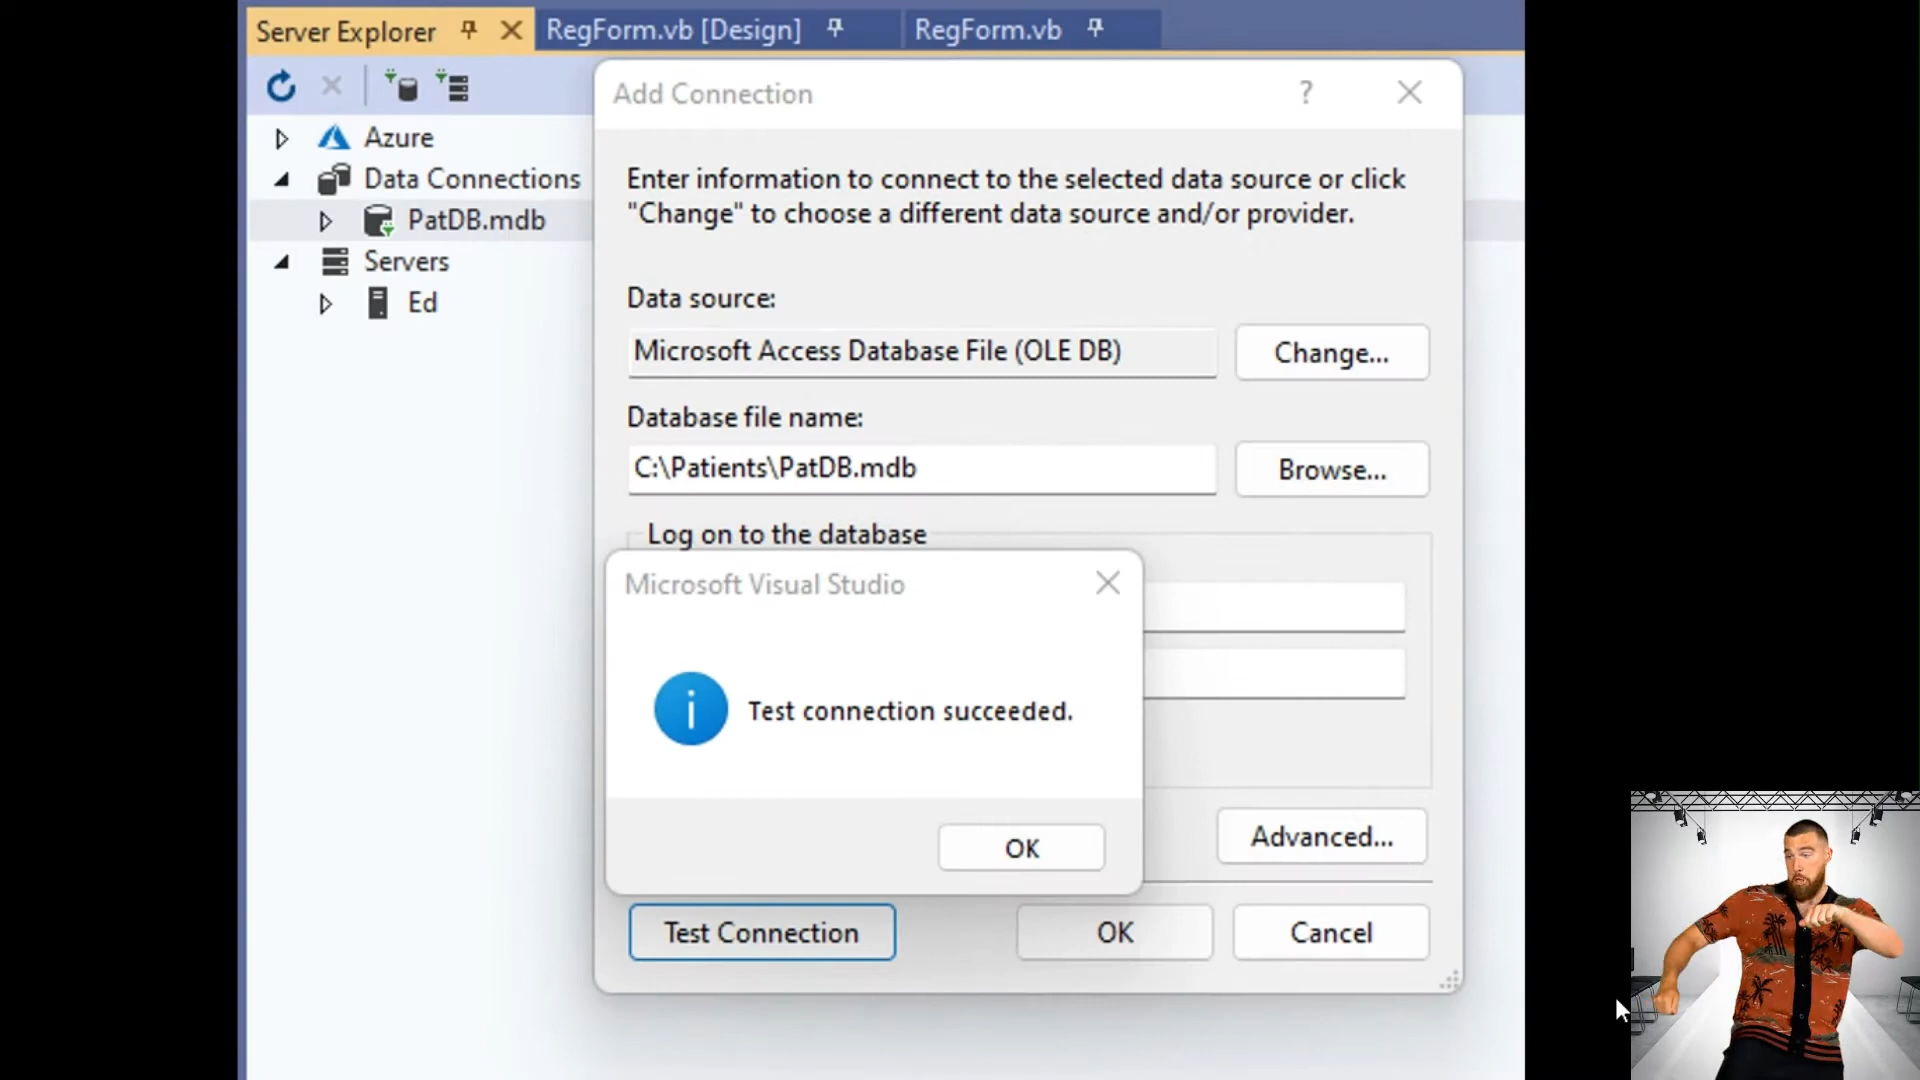 Server Explorer
RegForm.vb [Design]
RegForm.vb
Add Connection
?
Azure
Data Connections
PatDB.mdb
Servers
Ed
Enter information to connect to the selected data source or click
"Change" to choose a different data source and/or provider.
Data source:
Microsoft Access Database File (OLE DB)
Change...
Database file name:
C:\Patients\PatDB.mdb
Browse...
Log on to the database
Microsoft Visual Studio
Test connection succeeded.
OK
Advanced...
Test Connection
OK
Cancel